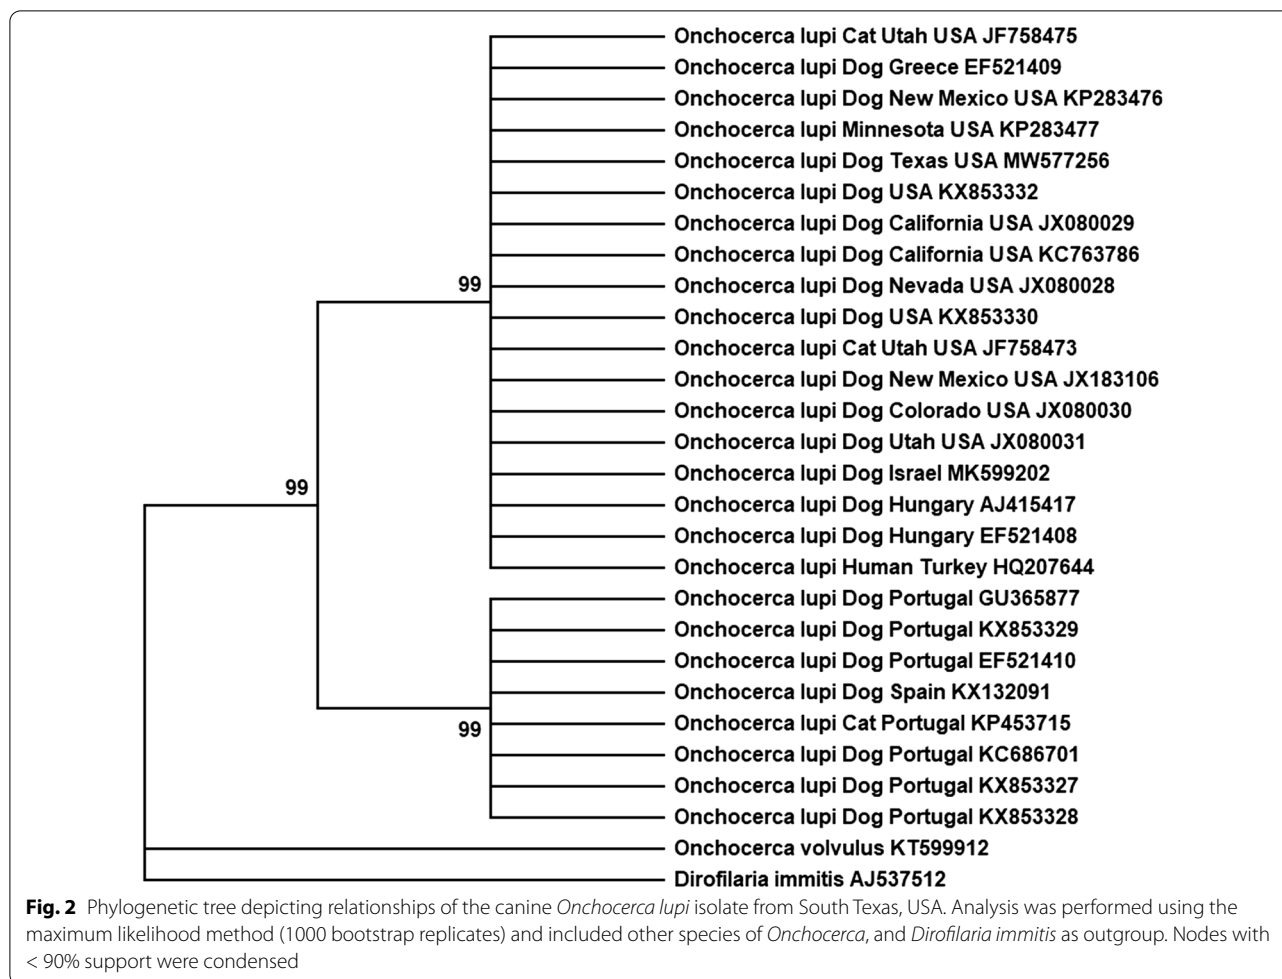 Onchocerca lupi Cat Utah USA JF758475
Onchocerca lupi Dog Greece EF521409
Onchocerca lupi Dog New Mexico USA KP283476
Onchocerca lupi Minnesota USA KP283477
Onchocerca lupi Dog Texas USA MW577256
Onchocerca lupi Dog USA KX853332
Onchocerca lupi Dog California USA JX080029
Onchocerca lupi Dog California USA KC763786
99
Onchocerca lupi Dog Nevada USA JX080028
Onchocerca lupi Dog USA KX853330
Onchocerca lupi Cat Utah USA JF758473
Onchocerca lupi Dog New Mexico USA JX183106
Onchocerca lupi Dog Colorado USA JX080030
Onchocerca lupi Dog Utah USA JX080031
Onchocerca lupi Dog Israel MK599202
99
Onchocerca lupi Dog Hungary AJ415417
Onchocerca lupi Dog Hungary EF521408
Onchocerca lupi Human Turkey HQ207644
Onchocerca lupi Dog Portugal GU365877
Onchocerca lupi Dog Portugal KX853329
Onchocerca lupi Dog Portugal EF521410
Onchocerca lupi Dog Spain KX132091
Onchocerca lupi Cat Portugal KP453715
99
Onchocerca lupi Dog Portugal KC686701
Onchocerca lupi Dog Portugal KX853327
Onchocerca lupi Dog Portugal KX853328
Onchocerca volvulus KT599912
Dirofilaria immitis AJ537512
Fig. 2 Phylogenetic tree depicting relationships of the canine Onchocerca lupi isolate from South Texas, USA. Analysis was performed using the
maximum likelihood method (1000 bootstrap replicates) and included other species of Onchocerca, and Dirofilaria immitis as outgroup. Nodes with
< 90% support were condensed